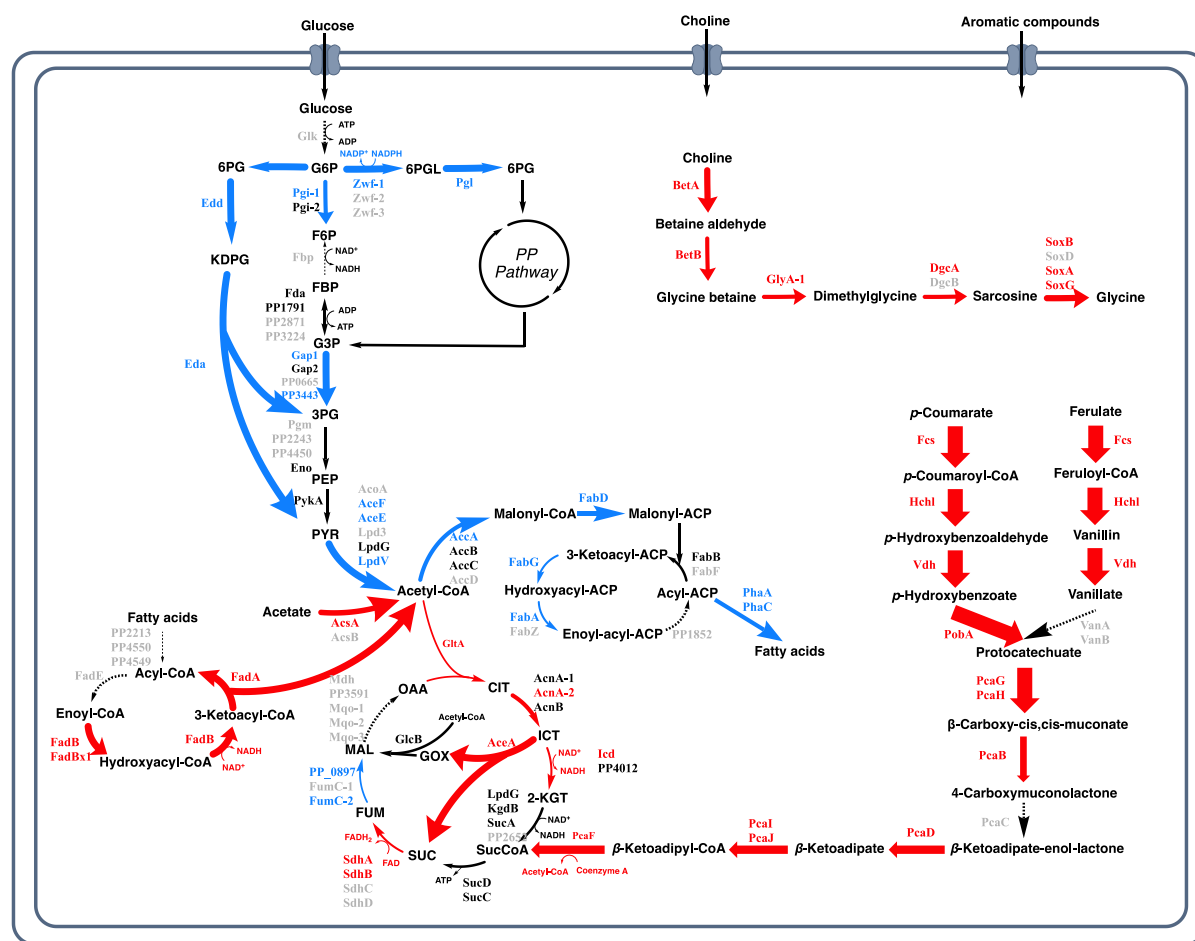 Glucose
Choline
Aromatic compounds
Glucose
Glk
ATP
ADP
6PG
G6P
NADP⁺ NADPH
6PGL
6PG
Edd
Pgi-1
Pgi-2
Zwf-1
Zwf-2
Zwf-3
Pgl
F6P
Fbp
NAD⁺
NADH
KDPG
FBP
Fda
PP1791
PP2871
PP3224
ADP
ATP
G3P
PP
Pathway
Eda
Gap1
Gap2
PP0665
PP3443
3PG
Pgm
PP2243
PP4450
Eno
PEP
PykA
PYR
AcoA
AceF
AceE
Lpd3
LpdG
LpdV
Choline
BetA
Betaine aldehyde
BetB
Glycine betaine
GlyA-1
Dimethylglycine
DgcA
DgcB
Sarcosine
SoxB
SoxD
SoxA
SoxG
Glycine
p-Coumarate
Ferulate
Fcs
Fcs
p-Coumaroyl-CoA
Feruloyl-CoA
Hchl
Hchl
p-Hydroxybenzoaldehyde
Vanillin
Vdh
Vdh
p-Hydroxybenzoate
Vanillate
PobA
VanA
VanB
Protocatechuate
PcaG
PcaH
β-Carboxy-cis,cis-muconate
PcaB
4-Carboxymuconolactone
PcaC
β-Ketoadipate-enol-lactone
PcaD
β-Ketoadipate
PcaI
PcaJ
β-Ketoadipyl-CoA
PcaF
Acetyl-CoA
Coenzyme A
Malonyl-CoA
FabD
Malonyl-ACP
AccA
AccB
AccC
AccD
3-Ketoacyl-ACP
FabB
FabF
FabG
Hydroxyacyl-ACP
Acyl-ACP
FabA
FabZ
Enoyl-acyl-ACP
PP1852
PhaA
PhaC
Fatty acids
Acetyl-CoA
Acetate
AcsA
AcsB
Fatty acids
PP2213
PP4550
PP4549
FadE
Acyl-CoA
FadA
Enoyl-CoA
3-Ketoacyl-CoA
FadB
FadBx1
FadB
Hydroxyacyl-CoA
NADH
NAD⁺
GltA
Mdh
PP3591
Mqo-1
Mqo-2
Mqo-3
OAA
CIT
AcnA-1
AcnA-2
AcnB
Acetyl-CoA
GlcB
MAL
GOX
AceA
ICT
NAD⁺
NADH
Icd
PP4012
PP_0897
FumC-1
FumC-2
FUM
2-KGT
LpdG
KgdB
SucA
NAD⁺
NADH
FADH₂
FAD
SUC
SucCoA
SdhA
SdhB
SdhC
SdhD
ATP
SucD
SucC